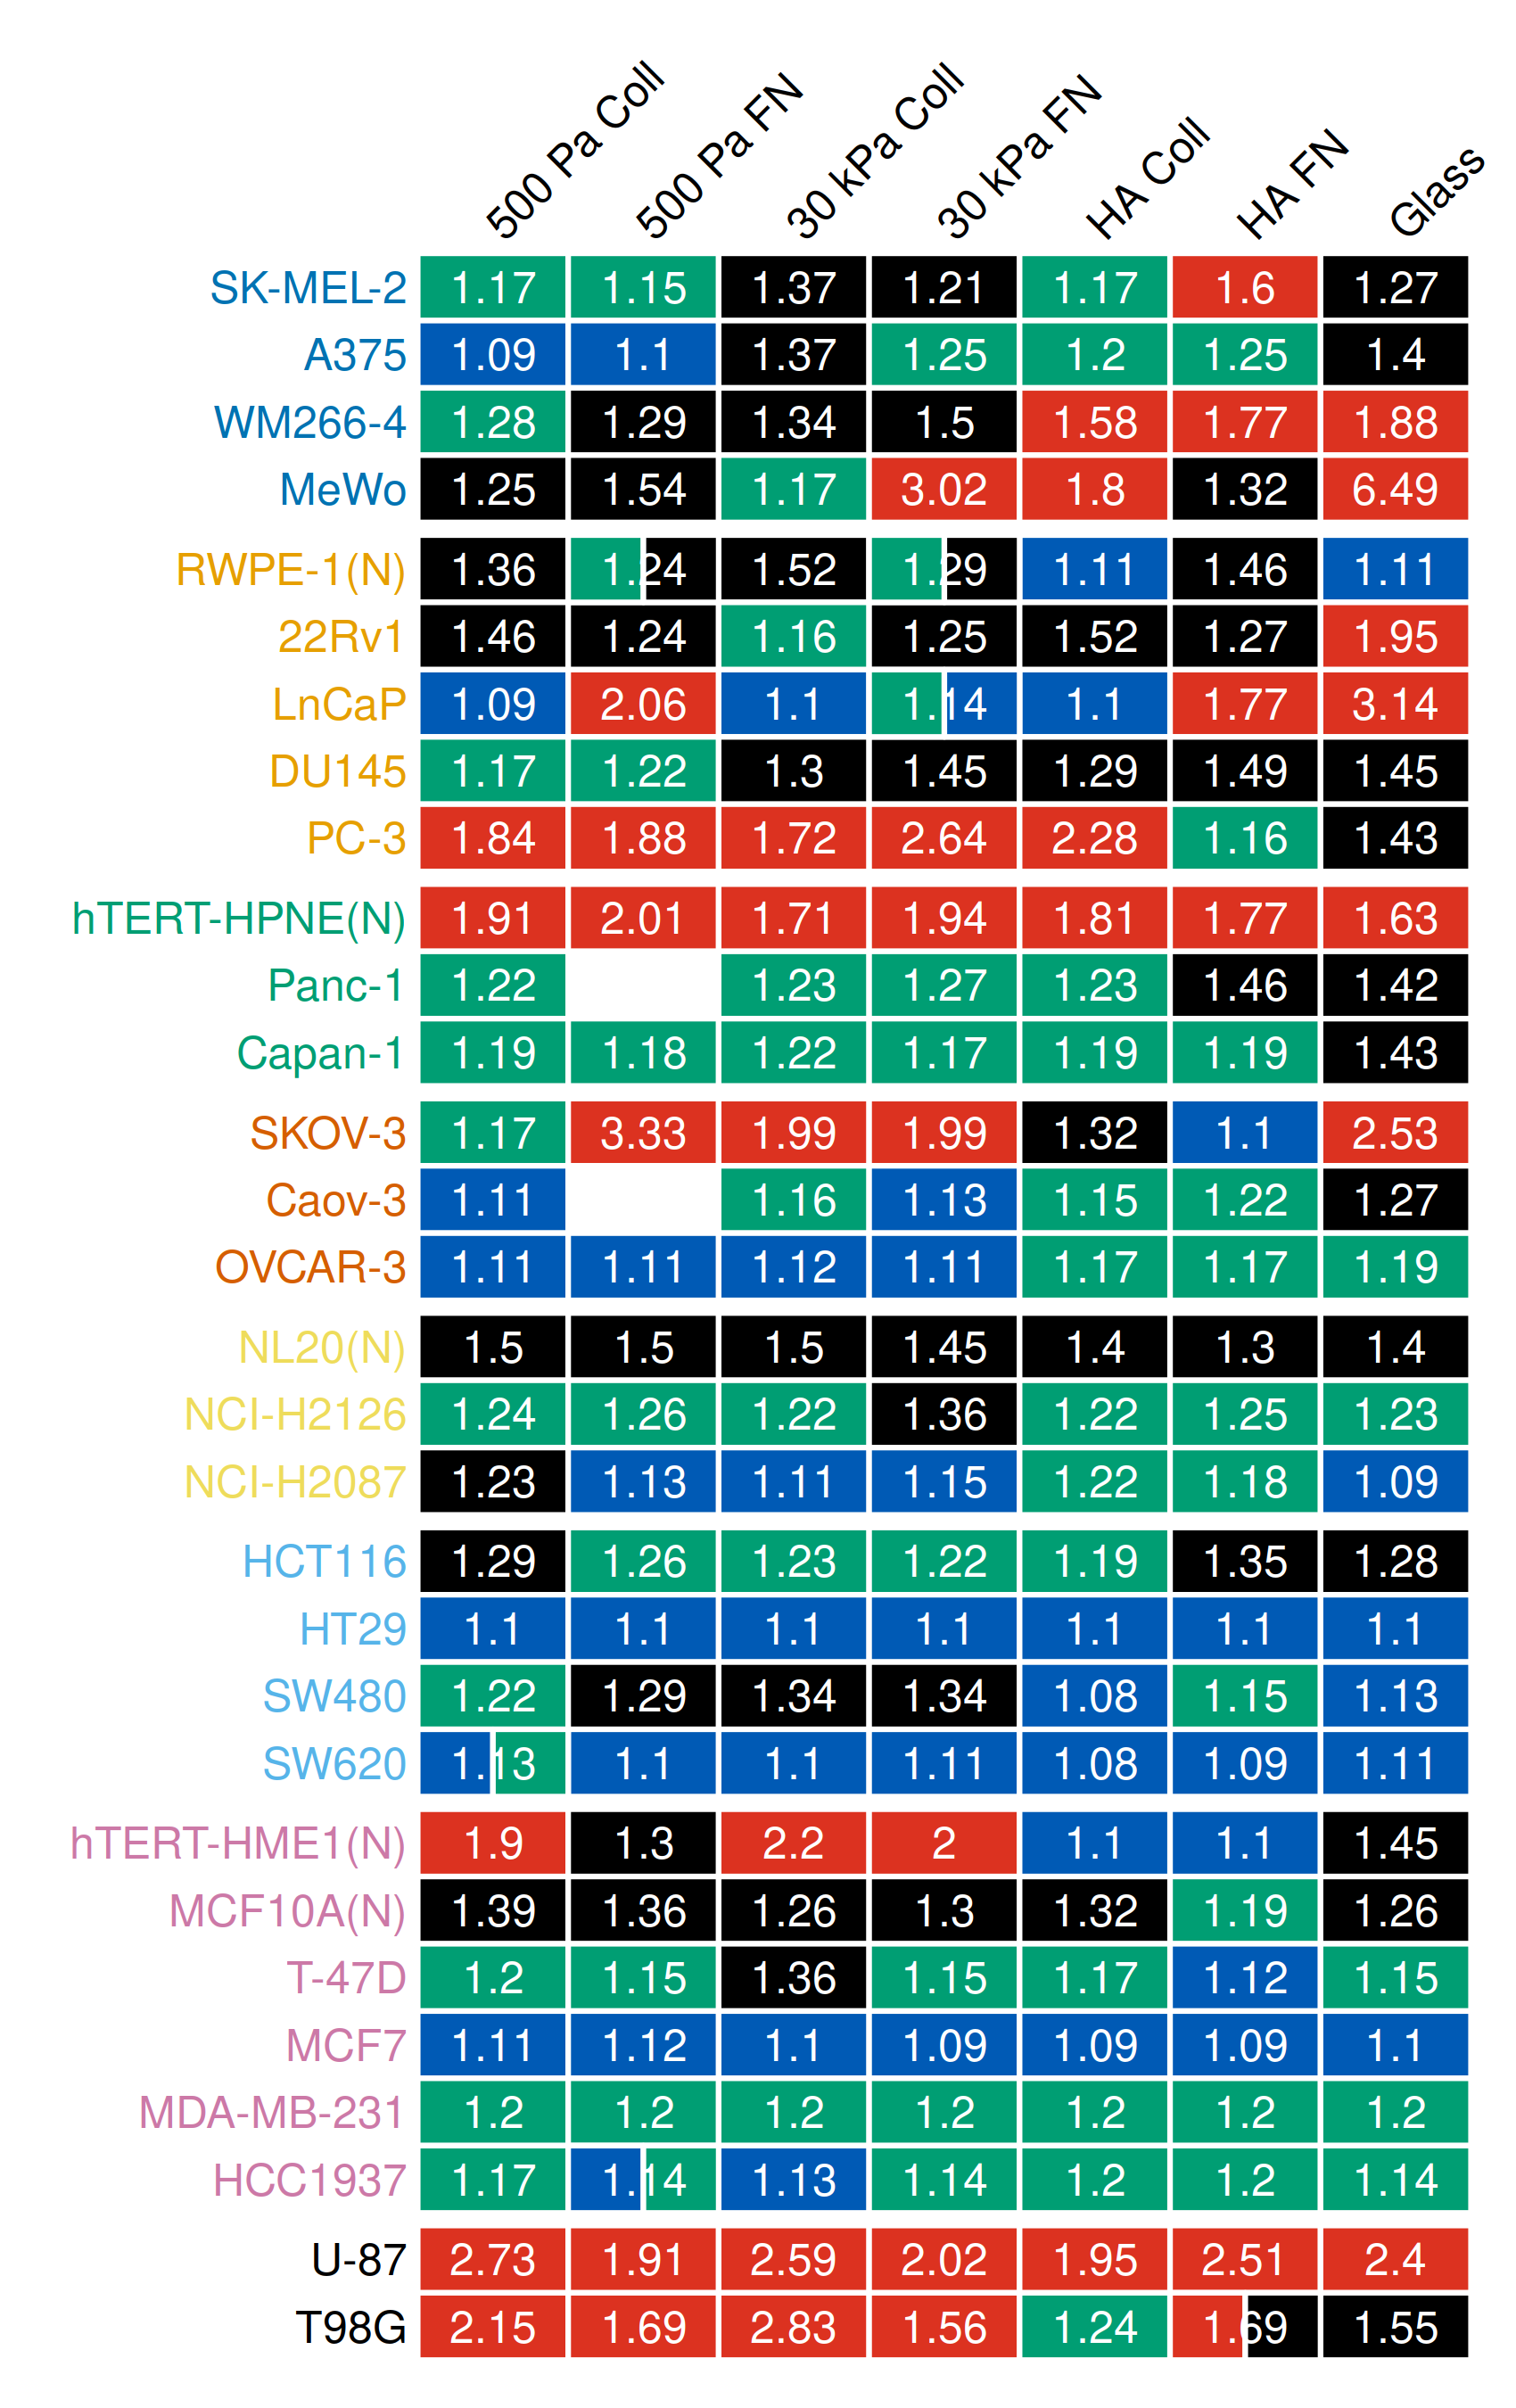 500 Pa Coll 500 Pa FN 30 kPa Coll 30 kPa FN HA Coll HA FN Glass
SK-MEL-2 1.17 1.15 1.37 1.21 1.17 1.6 1.27
A375 1.09 1.1 1.37 1.25 1.2 1.25 1.4
WM266-4 1.28 1.29 1.34 1.5 1.58 1.77 1.88
MeWo 1.25 1.54 1.17 3.02 1.8 1.32 6.49
RWPE-1(N) 1.36 1.24 1.52 1.29 1.11 1.46 1.11
22Rv1 1.46 1.24 1.16 1.25 1.52 1.27 1.95
LnCaP 1.09 2.06 1.1 1.14 1.1 1.77 3.14
DU145 1.17 1.22 1.3 1.45 1.29 1.49 1.45
PC-3 1.84 1.88 1.72 2.64 2.28 1.16 1.43
hTERT-HPNE(N) 1.91 2.01 1.71 1.94 1.81 1.77 1.63
Panc-1 1.22 1.23 1.27 1.23 1.46 1.42
Capan-1 1.19 1.18 1.22 1.17 1.19 1.19 1.43
SKOV-3 1.17 3.33 1.99 1.99 1.32 1.1 2.53
Caov-3 1.11 1.16 1.13 1.15 1.22 1.27
OVCAR-3 1.11 1.11 1.12 1.11 1.17 1.17 1.19
NL20(N) 1.5 1.5 1.5 1.45 1.4 1.3 1.4
NCI-H2126 1.24 1.26 1.22 1.36 1.22 1.25 1.23
NCI-H2087 1.23 1.13 1.11 1.15 1.22 1.18 1.09
HCT116 1.29 1.26 1.23 1.22 1.19 1.35 1.28
HT29 1.1 1.1 1.1 1.1 1.1 1.1 1.1
SW480 1.22 1.29 1.34 1.34 1.08 1.15 1.13
SW620 1.13 1.1 1.1 1.11 1.08 1.09 1.11
hTERT-HME1(N) 1.9 1.3 2.2 2 1.1 1.1 1.45
MCF10A(N) 1.39 1.36 1.26 1.3 1.32 1.19 1.26
T-47D 1.2 1.15 1.36 1.15 1.17 1.12 1.15
MCF7 1.11 1.12 1.1 1.09 1.09 1.09 1.1
MDA-MB-231 1.2 1.2 1.2 1.2 1.2 1.2 1.2
HCC1937 1.17 1.14 1.13 1.14 1.2 1.2 1.14
U-87 2.73 1.91 2.59 2.02 1.95 2.51 2.4
T98G 2.15 1.69 2.83 1.56 1.24 1.69 1.55